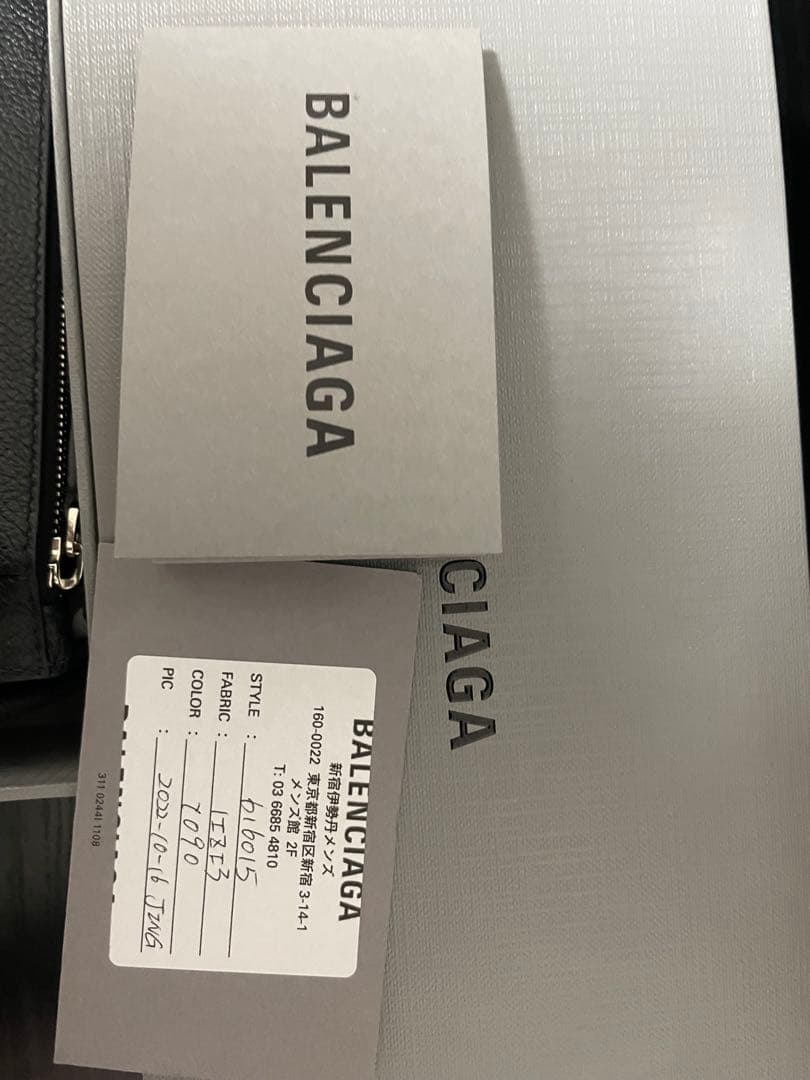 BALENCIAGA
CIAGA
BALENCIAGA
新宿伊勢丹メンズ
160-0022 東京都新宿区新宿 3-14-1
メンズ館 2F
T: 03 6685 4810
STYLE : 616015
FABRIC : 1IZI3
COLOR : 1090
PIC : 2022-10-16 JING
311 02441 1108